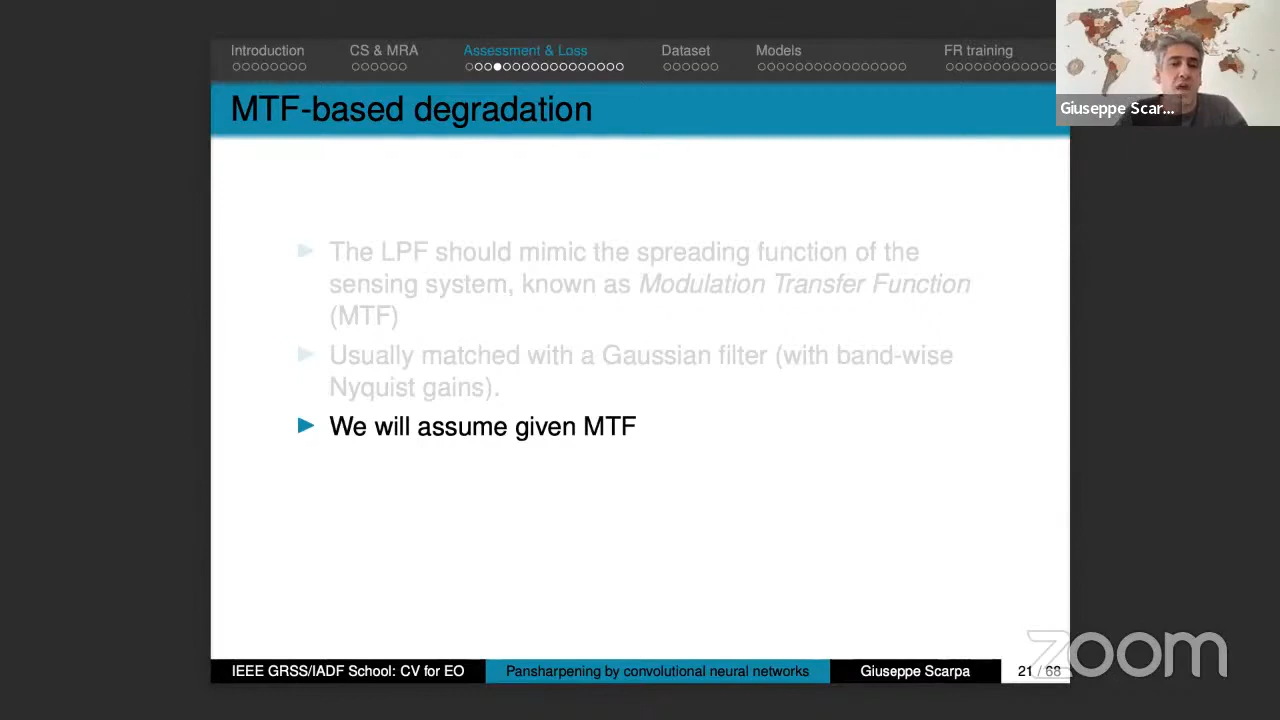 Introduction
CS & MRA
Assessment & Loss
Dataset
Models
FR training
MTF-based degradation
Giuseppe Scar...
The LPF should mimic the spreading function of the
sensing system, known as Modulation Transfer Function
(MTF)
Usually matched with a Gaussian filter (with band-wise
Nyquist gains).
We will assume given MTF
IEEE GRSS/IADF School: CV for EO
Pansharpening by convolutional neural networks
Giuseppe Scarpa
21 / 68
zoom